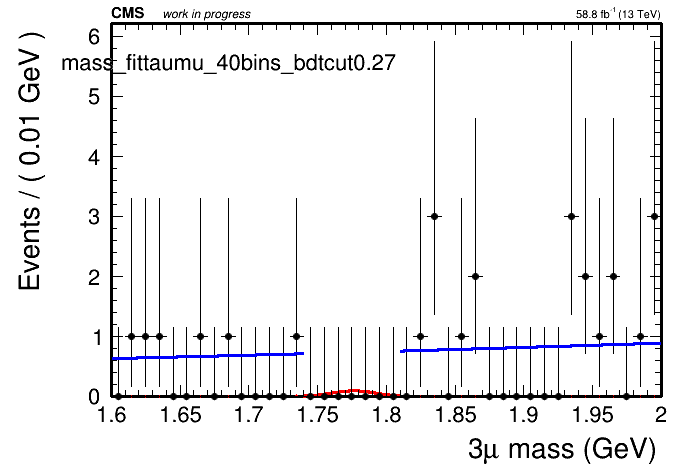 CMS work in progress 58.8 fb-1 (13 TeV)
mass_fittaumu_40bins_bdtcut0.27
Events / ( 0.01 GeV )
6
5
4
3
2
1
0
1.6 1.65 1.7 1.75 1.8 1.85 1.9 1.95 2
3μ mass (GeV)